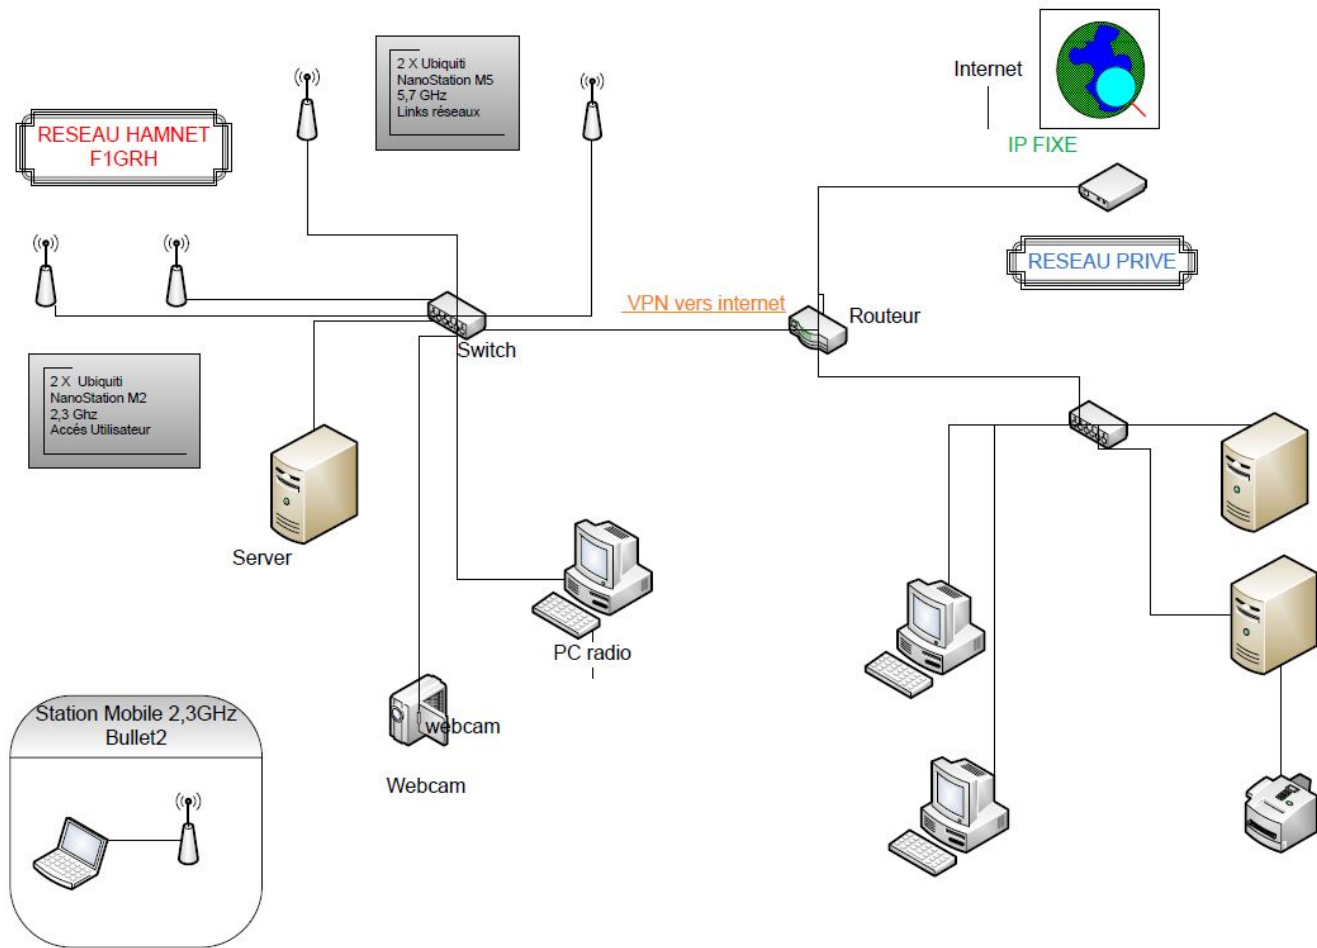 2 X Ubiquiti
NanoStation M5
5,7 GHz
Links réseaux
Internet
RESEAU HAMNET
F1GRH
IP FIXE
RESEAU PRIVE
VPN vers internet
Routeur
Switch
2 X Ubiquiti
NanoStation M2
2,3 Ghz
Accés Utilisateur
Server
PC radio
webcam
Webcam
Station Mobile 2,3GHz
Bullet2